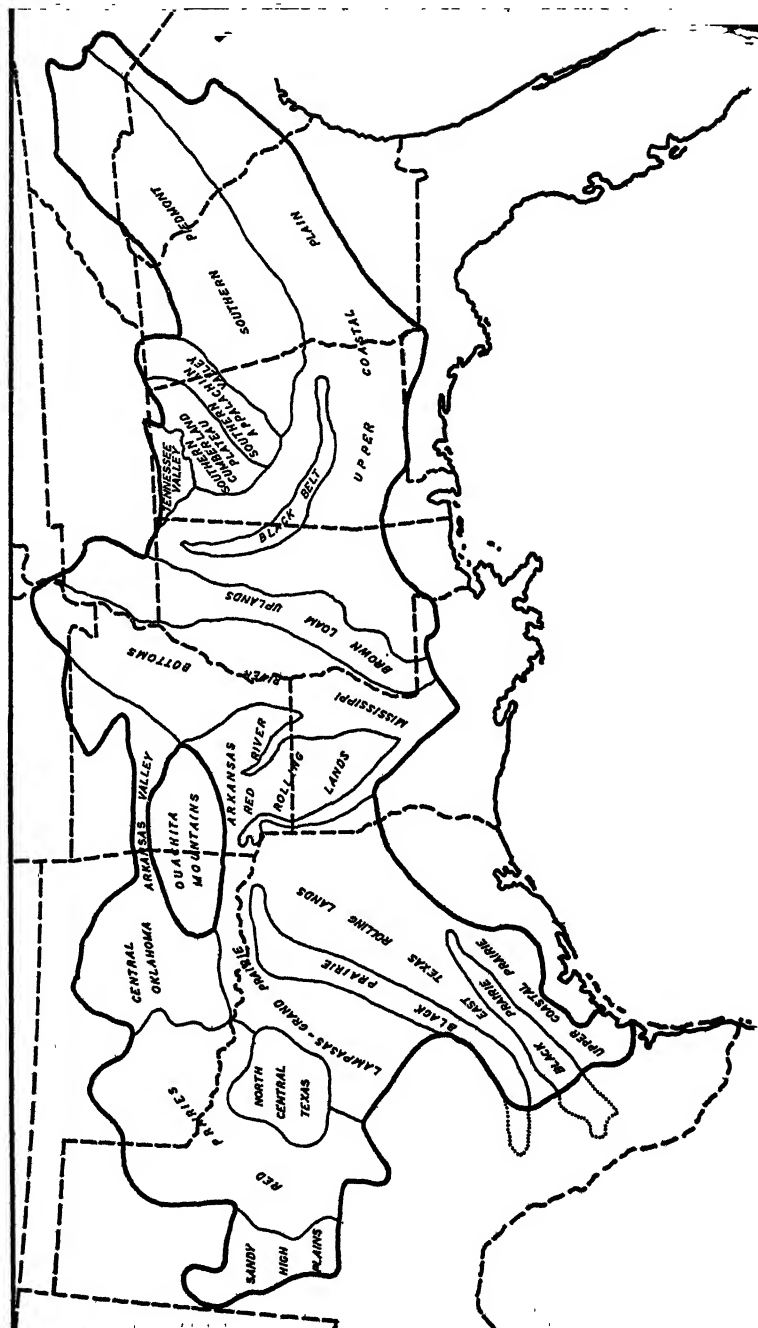 SANDY
HIGH
PLAINS
RED
PRAIRIES
NORTH
CENTRAL
TEXAS
CENTRAL
OKLAHOMA
LAMPASAS-GRAND PRAIRIE
BLACK PRAIRIE
EAST TEXAS ROLLING LANDS
BLACK PRAIRIE
UPPER COASTAL PRAIRIE
ARKANSAS VALLEY
OUACHITA
MOUNTAINS
ARKANSAS
RED RIVER
ROLLING
LANDS
MISSISSIPPI RIVER BOTTOMS
BROWN LOAM UPLANDS
BLACK BELT
TENNESSEE
VALLEY
SOUTHERN
CUMBERLAND
PLATEAU
SOUTHERN
APPALACHIAN
VALLEY
SOUTHERN PIEDMONT
UPPER COASTAL PLAIN